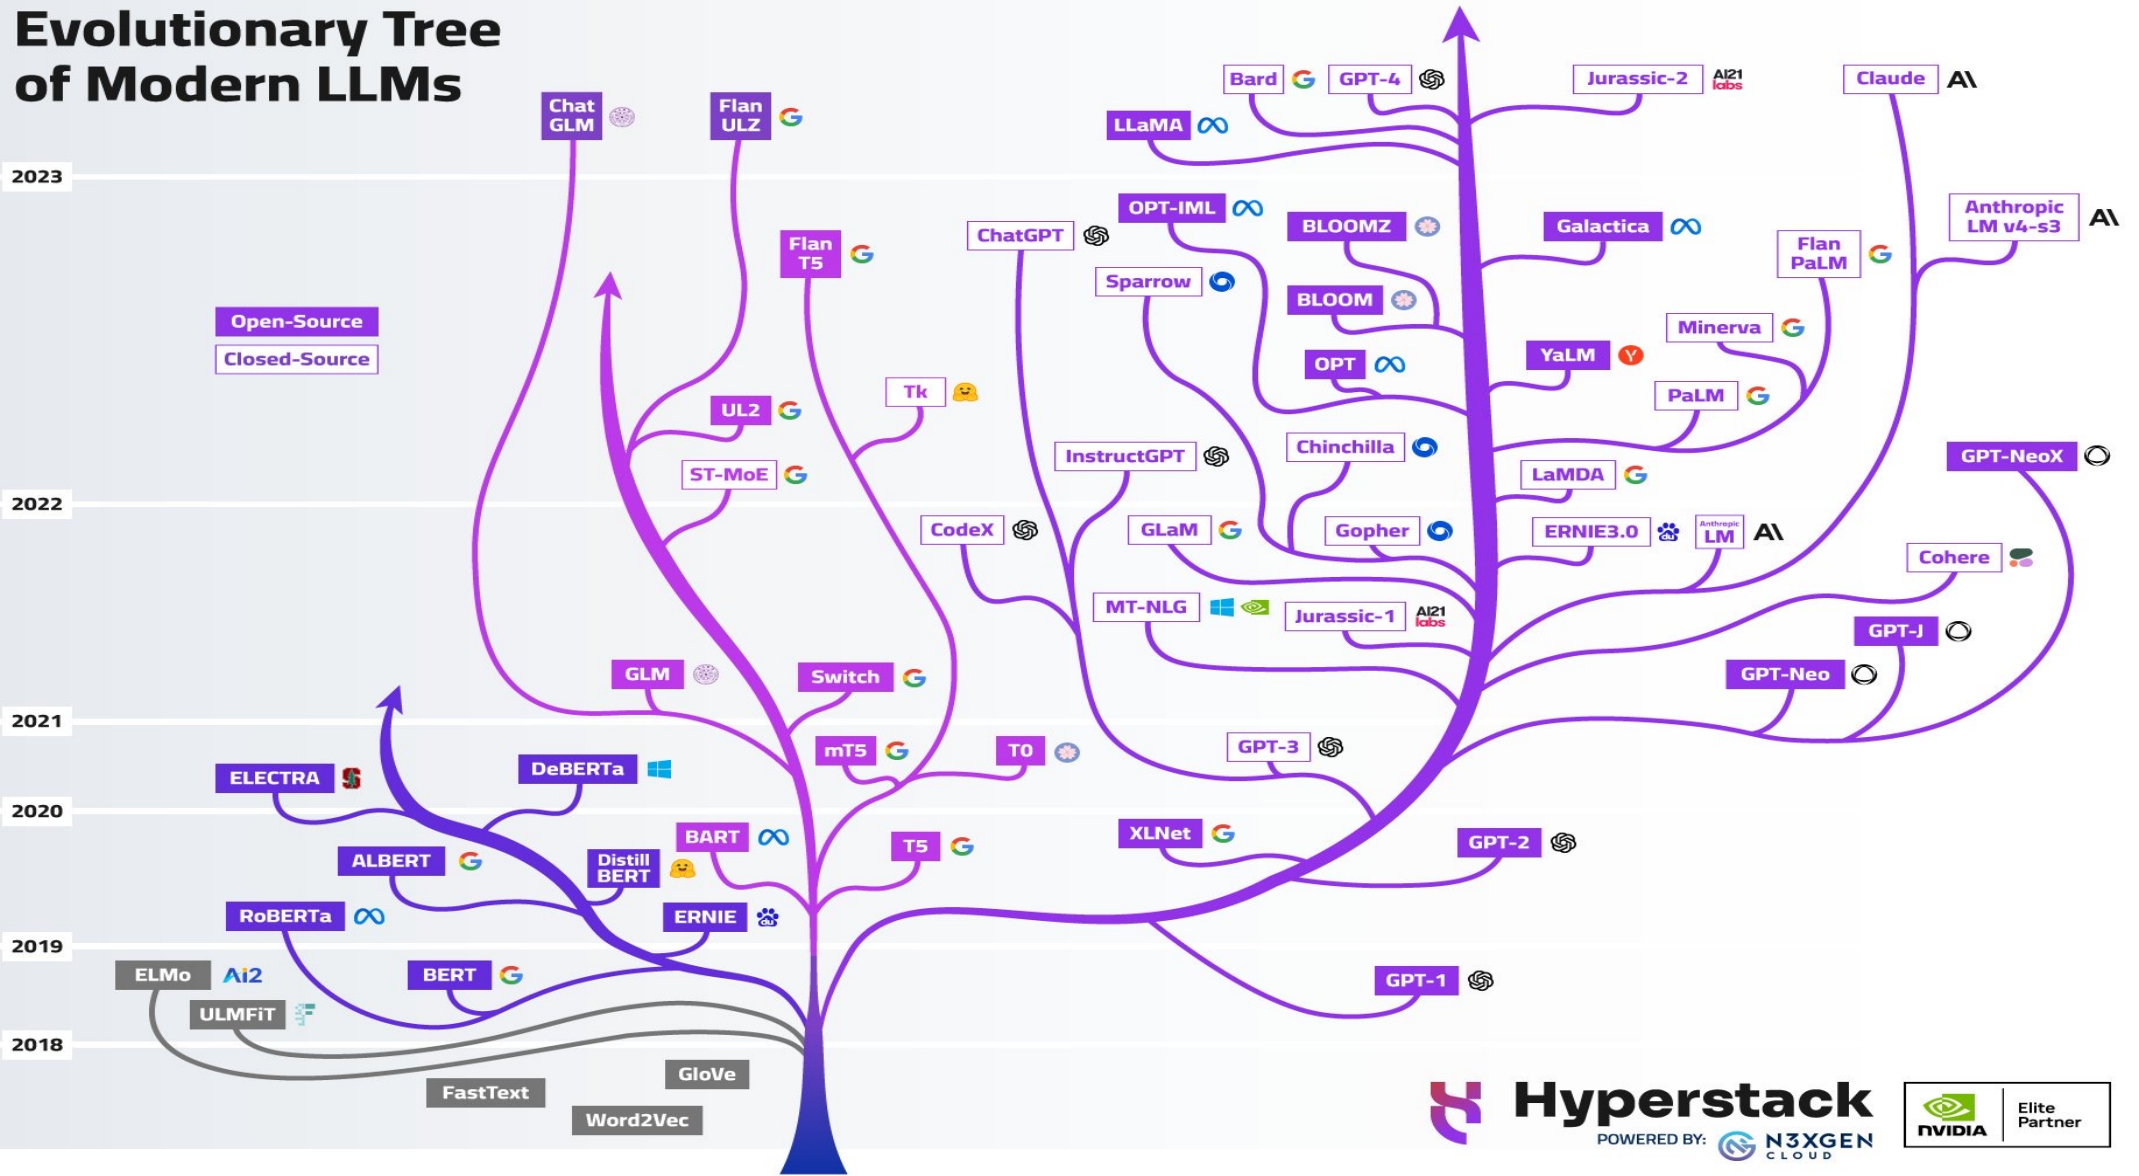 Evolutionary Tree
of Modern LLMs
Bard
GPT-4
Jurassic-2
AI21
labs
Claude
A\
Chat
GLM
Flan
ULZ
LLaMA
2023
OPT-IML
BLOOMZ
Galactica
Anthropic
LM v4-s3
A\
ChatGPT
Flan
T5
Flan
PaLM
Sparrow
BLOOM
Open-Source
Closed-Source
Minerva
OPT
YaLM
Y
Tk
PaLM
UL2
InstructGPT
Chinchilla
GPT-NeoX
ST-MoE
LaMDA
2022
CodeX
GLaM
Gopher
ERNIE3.0
du
Anthropic
LM
A\
Cohere
MT-NLG
Jurassic-1
AI21
labs
GPT-J
GLM
Switch
GPT-Neo
2021
mT5
T0
GPT-3
ELECTRA
S
DeBERTa
2020
BART
T5
XLNet
GPT-2
ALBERT
Distill
BERT
RoBERTa
ERNIE
du
2019
ELMo
Ai2
BERT
GPT-1
ULMFiT
2018
GloVe
FastText
Word2Vec
Hyperstack
POWERED BY:
N3XGEN
CLOUD
NVIDIA
Elite
Partner